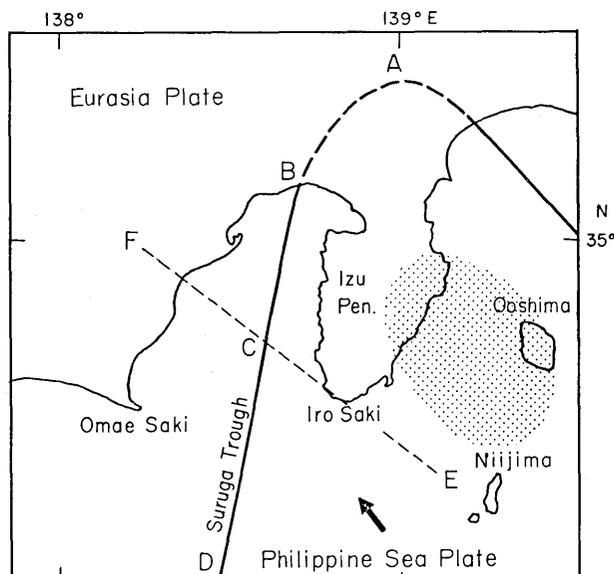 138°
139° E
A
Eurasia Plate
B
N
F
35°
Izu
Pen.
Ooshima
C
Omae Saki
Iro Saki
Suruga Trough
Niijima
E
D
Philippine Sea Plate